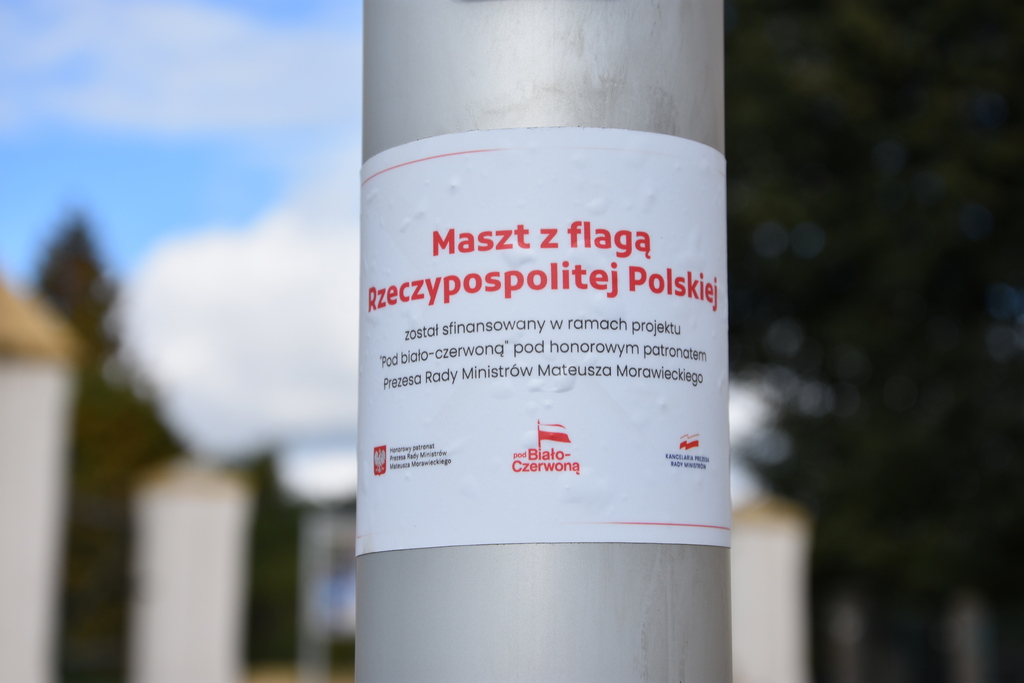 Maszt z flagą
Rzeczypospolitej Polskiej
został sfinansowany w ramach projektu
"Pod biało-czerwoną" pod honorowym patronatem
Prezesa Rady Ministrów Mateusza Morawieckiego
Honorowy patronat
Prezesa Rady Ministrów
Mateusza Morawieckiego
pod Biało-
Czerwoną
KANCELARIA PREZESA
RADY MINISTRÓW